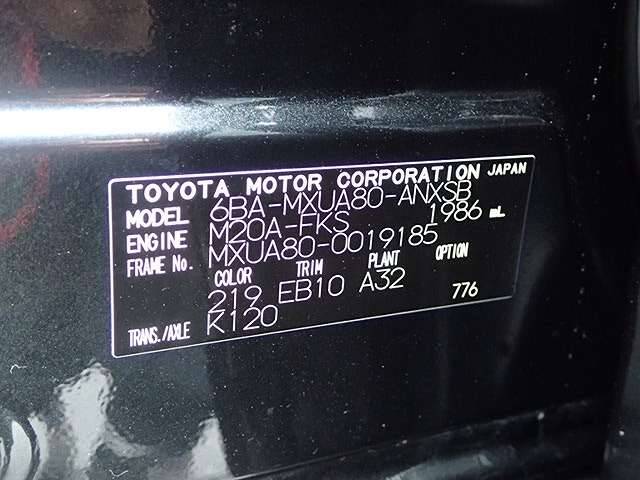 TOYOTA MOTOR CORPORATION JAPAN
MODEL 6BA-MXUA80-ANXSB
ENGINE M20A-FKS 1986 mL
FRAME No. MXUA80-0019185
COLOR TRIM PLANT OPTION
219 EB10 A32 776
TRANS./AXLE K120